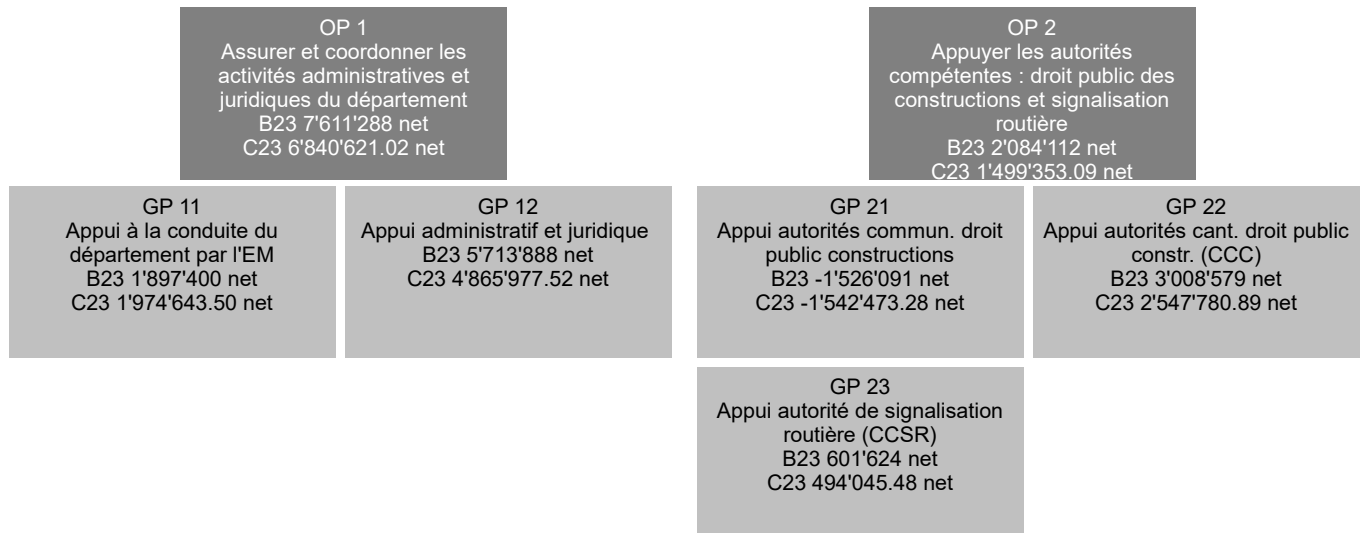 OP 1
Assurer et coordonner les
activités administratives et
juridiques du département
B23 7'611'288 net
C23 6'840'621.02 net
OP 2
Appuyer les autorités
compétentes : droit public des
constructions et signalisation
routière
B23 2'084'112 net
C23 1'499'353.09 net
GP 11
Appui à la conduite du
département par l'EM
B23 1'897'400 net
C23 1'974'643.50 net
GP 12
Appui administratif et juridique
B23 5'713'888 net
C23 4'865'977.52 net
GP 21
Appui autorités commun. droit
public constructions
B23 -1'526'091 net
C23 -1'542'473.28 net
GP 22
Appui autorités cant. droit public
constr. (CCC)
B23 3'008'579 net
C23 2'547'780.89 net
GP 23
Appui autorité de signalisation
routière (CCSR)
B23 601'624 net
C23 494'045.48 net